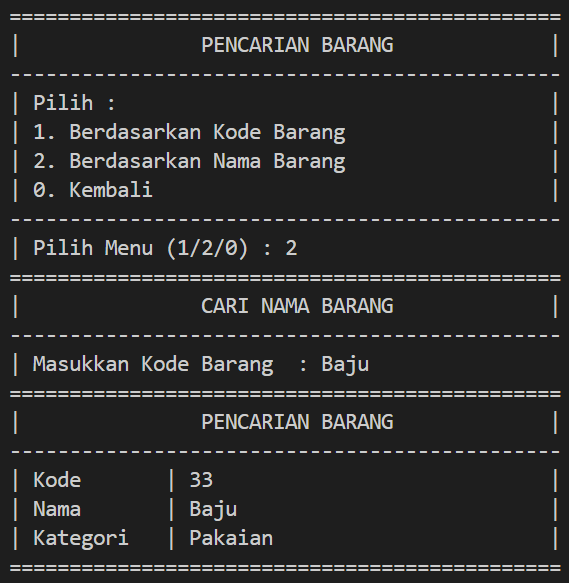 ==============================================
|               PENCARIAN BARANG             |
----------------------------------------------
| Pilih :                                    |
| 1. Berdasarkan Kode Barang                 |
| 2. Berdasarkan Nama Barang                 |
| 0. Kembali                                 |
----------------------------------------------
| Pilih Menu (1/2/0) : 2
==============================================
|               CARI NAMA BARANG             |
----------------------------------------------
| Masukkan Kode Barang  : Baju
==============================================
|               PENCARIAN BARANG             |
----------------------------------------------
| Kode       | 33                            |
| Nama       | Baju                          |
| Kategori   | Pakaian                       |
==============================================